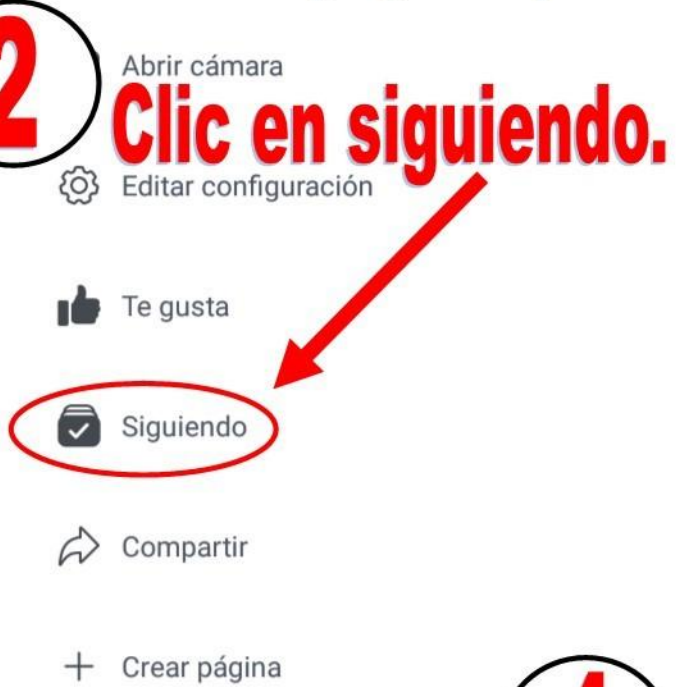 2
Abrir cámara
Clic en siguiendo.
Editar configuración
Te gusta
Siguiendo
Compartir
Crear página